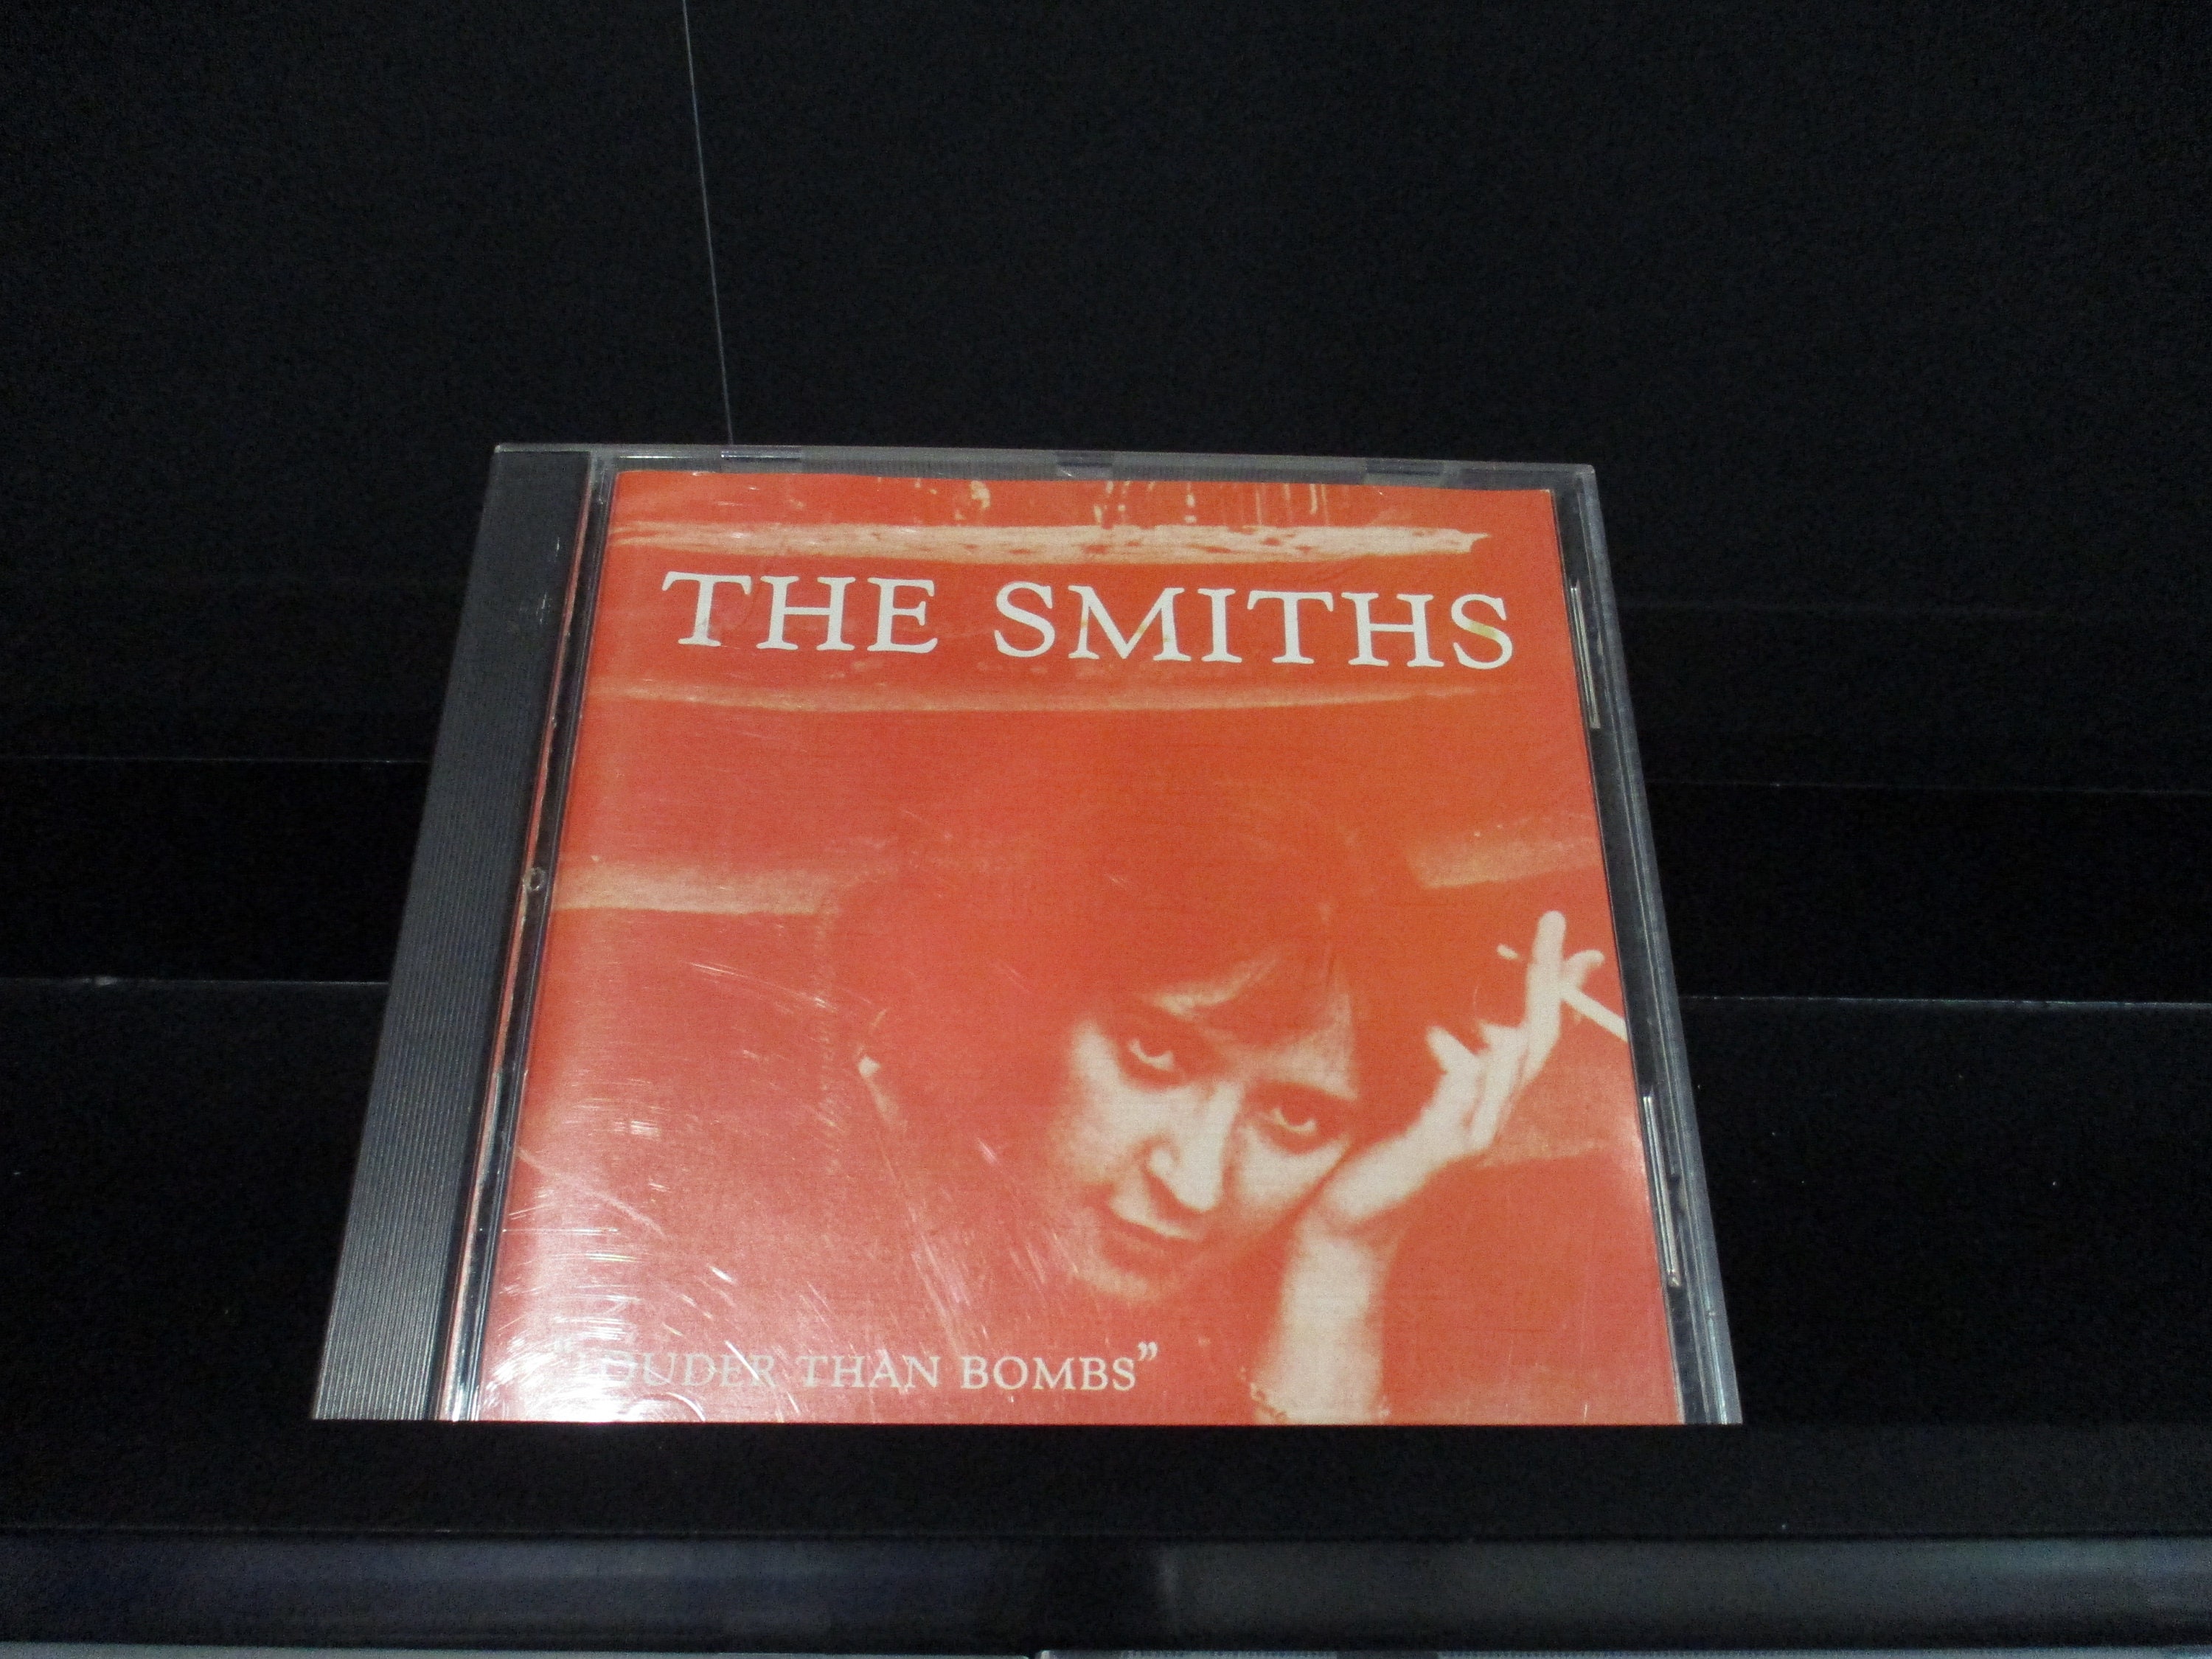 THE SMITHS
“LOUDER THAN BOMBS”